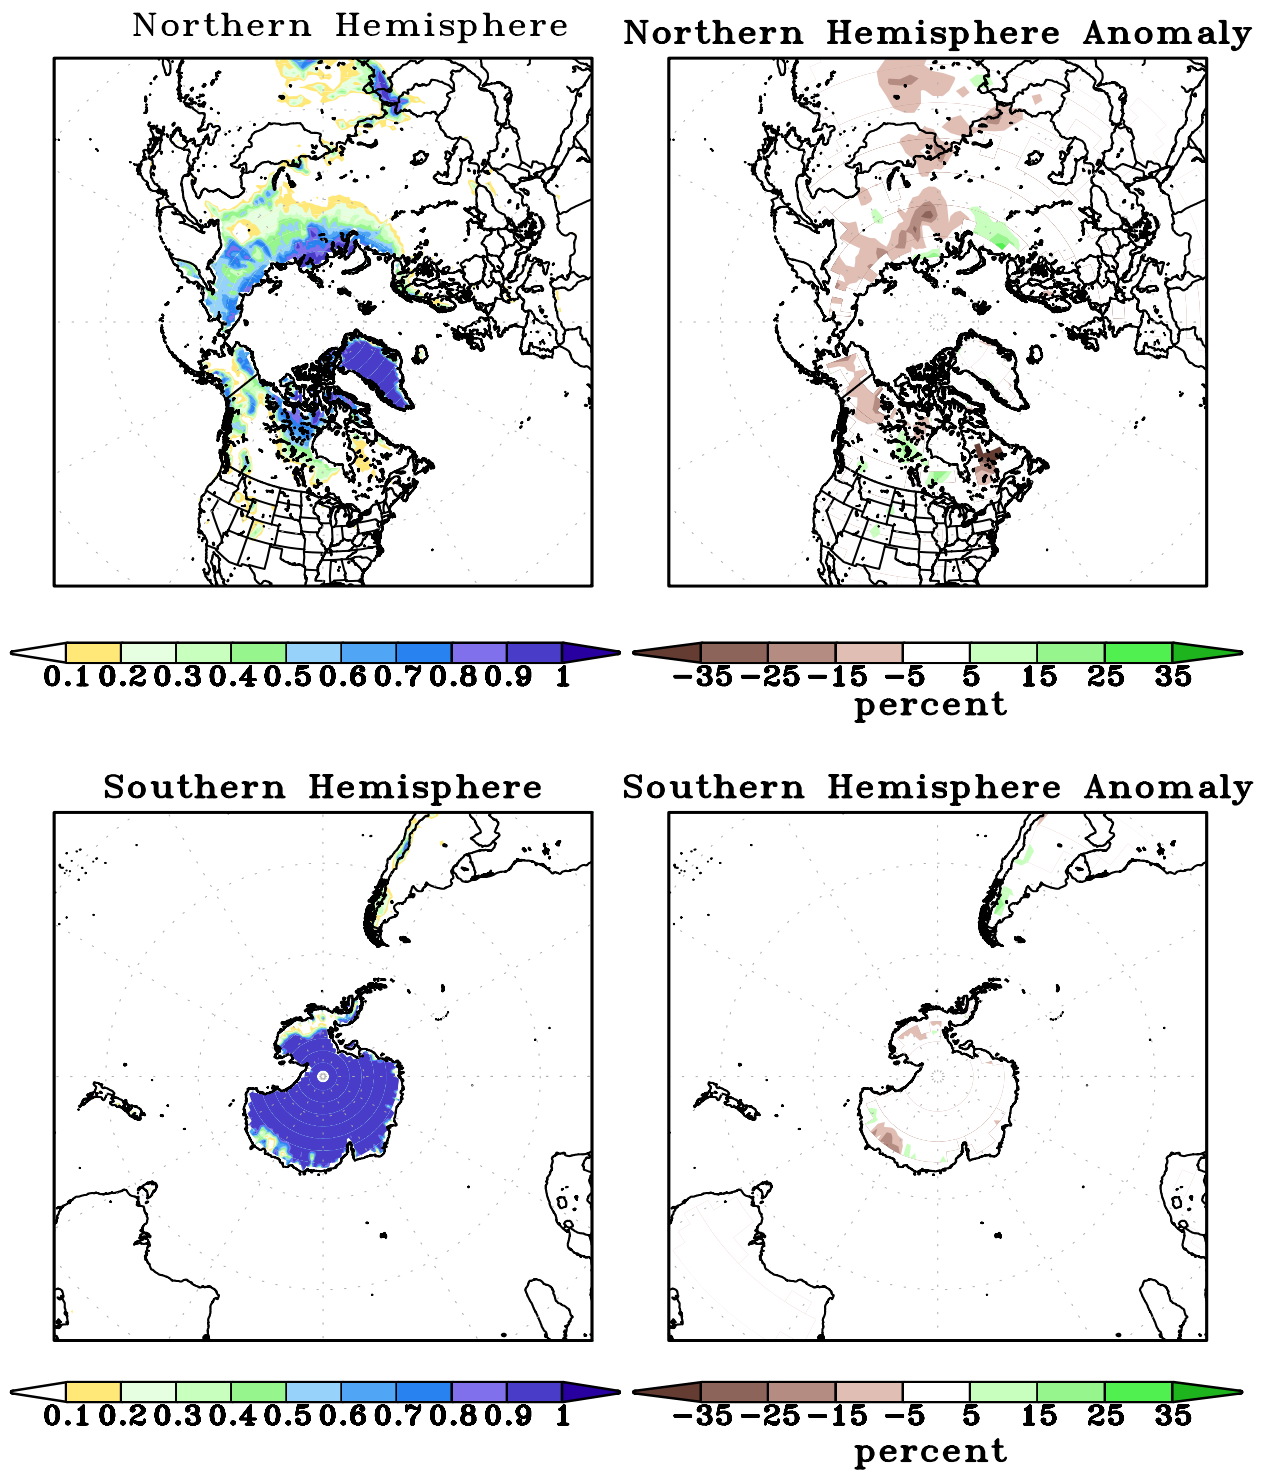 Northern Hemisphere
Northern Hemisphere Anomaly
0.1 0.2 0.3 0.4 0.5 0.6 0.7 0.8 0.9 1
−35 −25 −15 −5 5 15 25 35
percent
Southern Hemisphere
Southern Hemisphere Anomaly
0.1 0.2 0.3 0.4 0.5 0.6 0.7 0.8 0.9 1
−35 −25 −15 −5 5 15 25 35
percent